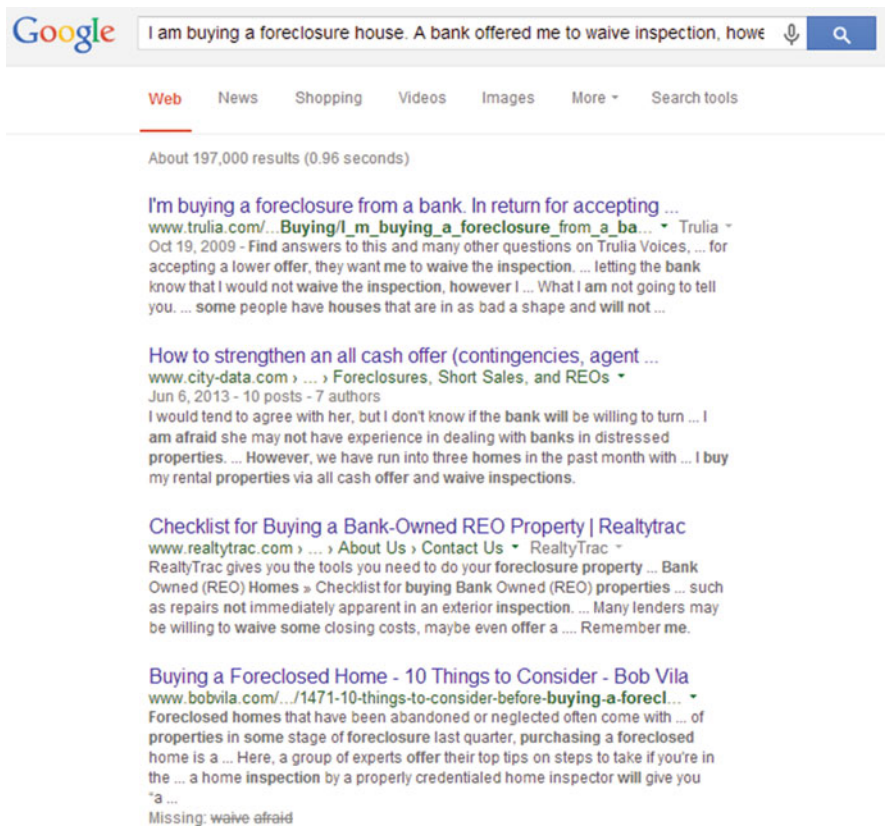 Google
I am buying a foreclosure house. A bank offered me to waive inspection, howe
Web News Shopping Videos Images More Search tools
About 197,000 results (0.96 seconds)
I'm buying a foreclosure from a bank. In return for accepting ...
www.trulia.com/...Buying/I_m_buying_a_foreclosure_from_a_ba... Trulia
Oct 19, 2009 - Find answers to this and many other questions on Trulia Voices, ... for
accepting a lower offer, they want me to waive the inspection. ... letting the bank
know that I would not waive the inspection, however I ... What I am not going to tell
you. ... some people have houses that are in as bad a shape and will not ...
How to strengthen an all cash offer (contingencies, agent ...
www.city-data.com › ... › Foreclosures, Short Sales, and REOs
Jun 6, 2013 - 10 posts - 7 authors
I would tend to agree with her, but I don't know if the bank will be willing to turn ... I
am afraid she may not have experience in dealing with banks in distressed
properties. ... However, we have run into three homes in the past month with ... I buy
my rental properties via all cash offer and waive inspections.
Checklist for Buying a Bank-Owned REO Property | Realtytrac
www.realtytrac.com › ... › About Us › Contact Us RealtyTrac
RealtyTrac gives you the tools you need to do your foreclosure property ... Bank
Owned (REO) Homes » Checklist for buying Bank Owned (REO) properties ... such
as repairs not immediately apparent in an exterior inspection. ... Many lenders may
be willing to waive some closing costs, maybe even offer a .... Remember me.
Buying a Foreclosed Home - 10 Things to Consider - Bob Vila
www.bobvila.com/.../1471-10-things-to-consider-before-buying-a-forecl...
Foreclosed homes that have been abandoned or neglected often come with ... of
properties in some stage of foreclosure last quarter, purchasing a foreclosed
home is a ... Here, a group of experts offer their top tips on steps to take if you're in
the ... a home inspection by a properly credentialed home inspector will give you
"a ...
Missing: waive afraid